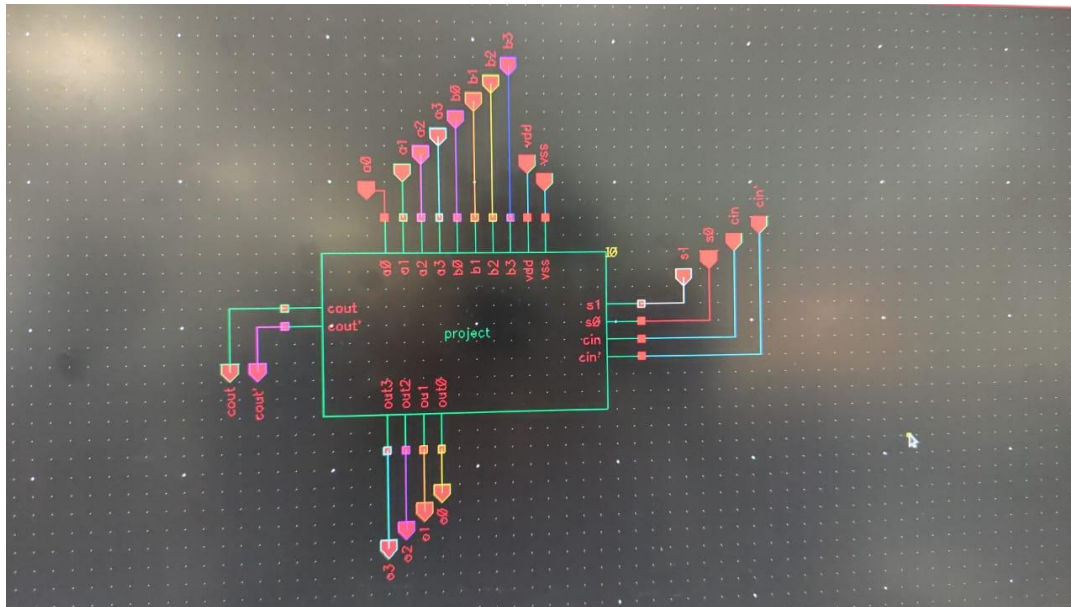 a0
a1
a2
a3
b0
b1
b2
b3
vdd
vss
a0
a1
a2
a3
b0
b1
b2
b3
vdd
vss
I0
s1
s0
cin
cin'
cout
cout'
project
s1
s0
cin
cin'
cout
cout'
out3
out2
ou1
out0
o3
o2
o1
o0